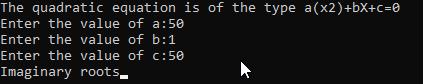 The quadratic equation is of the type a(x2)+bX+c=0
Enter the value of a:50
Enter the value of b:1
Enter the value of c:50
Imaginary roots